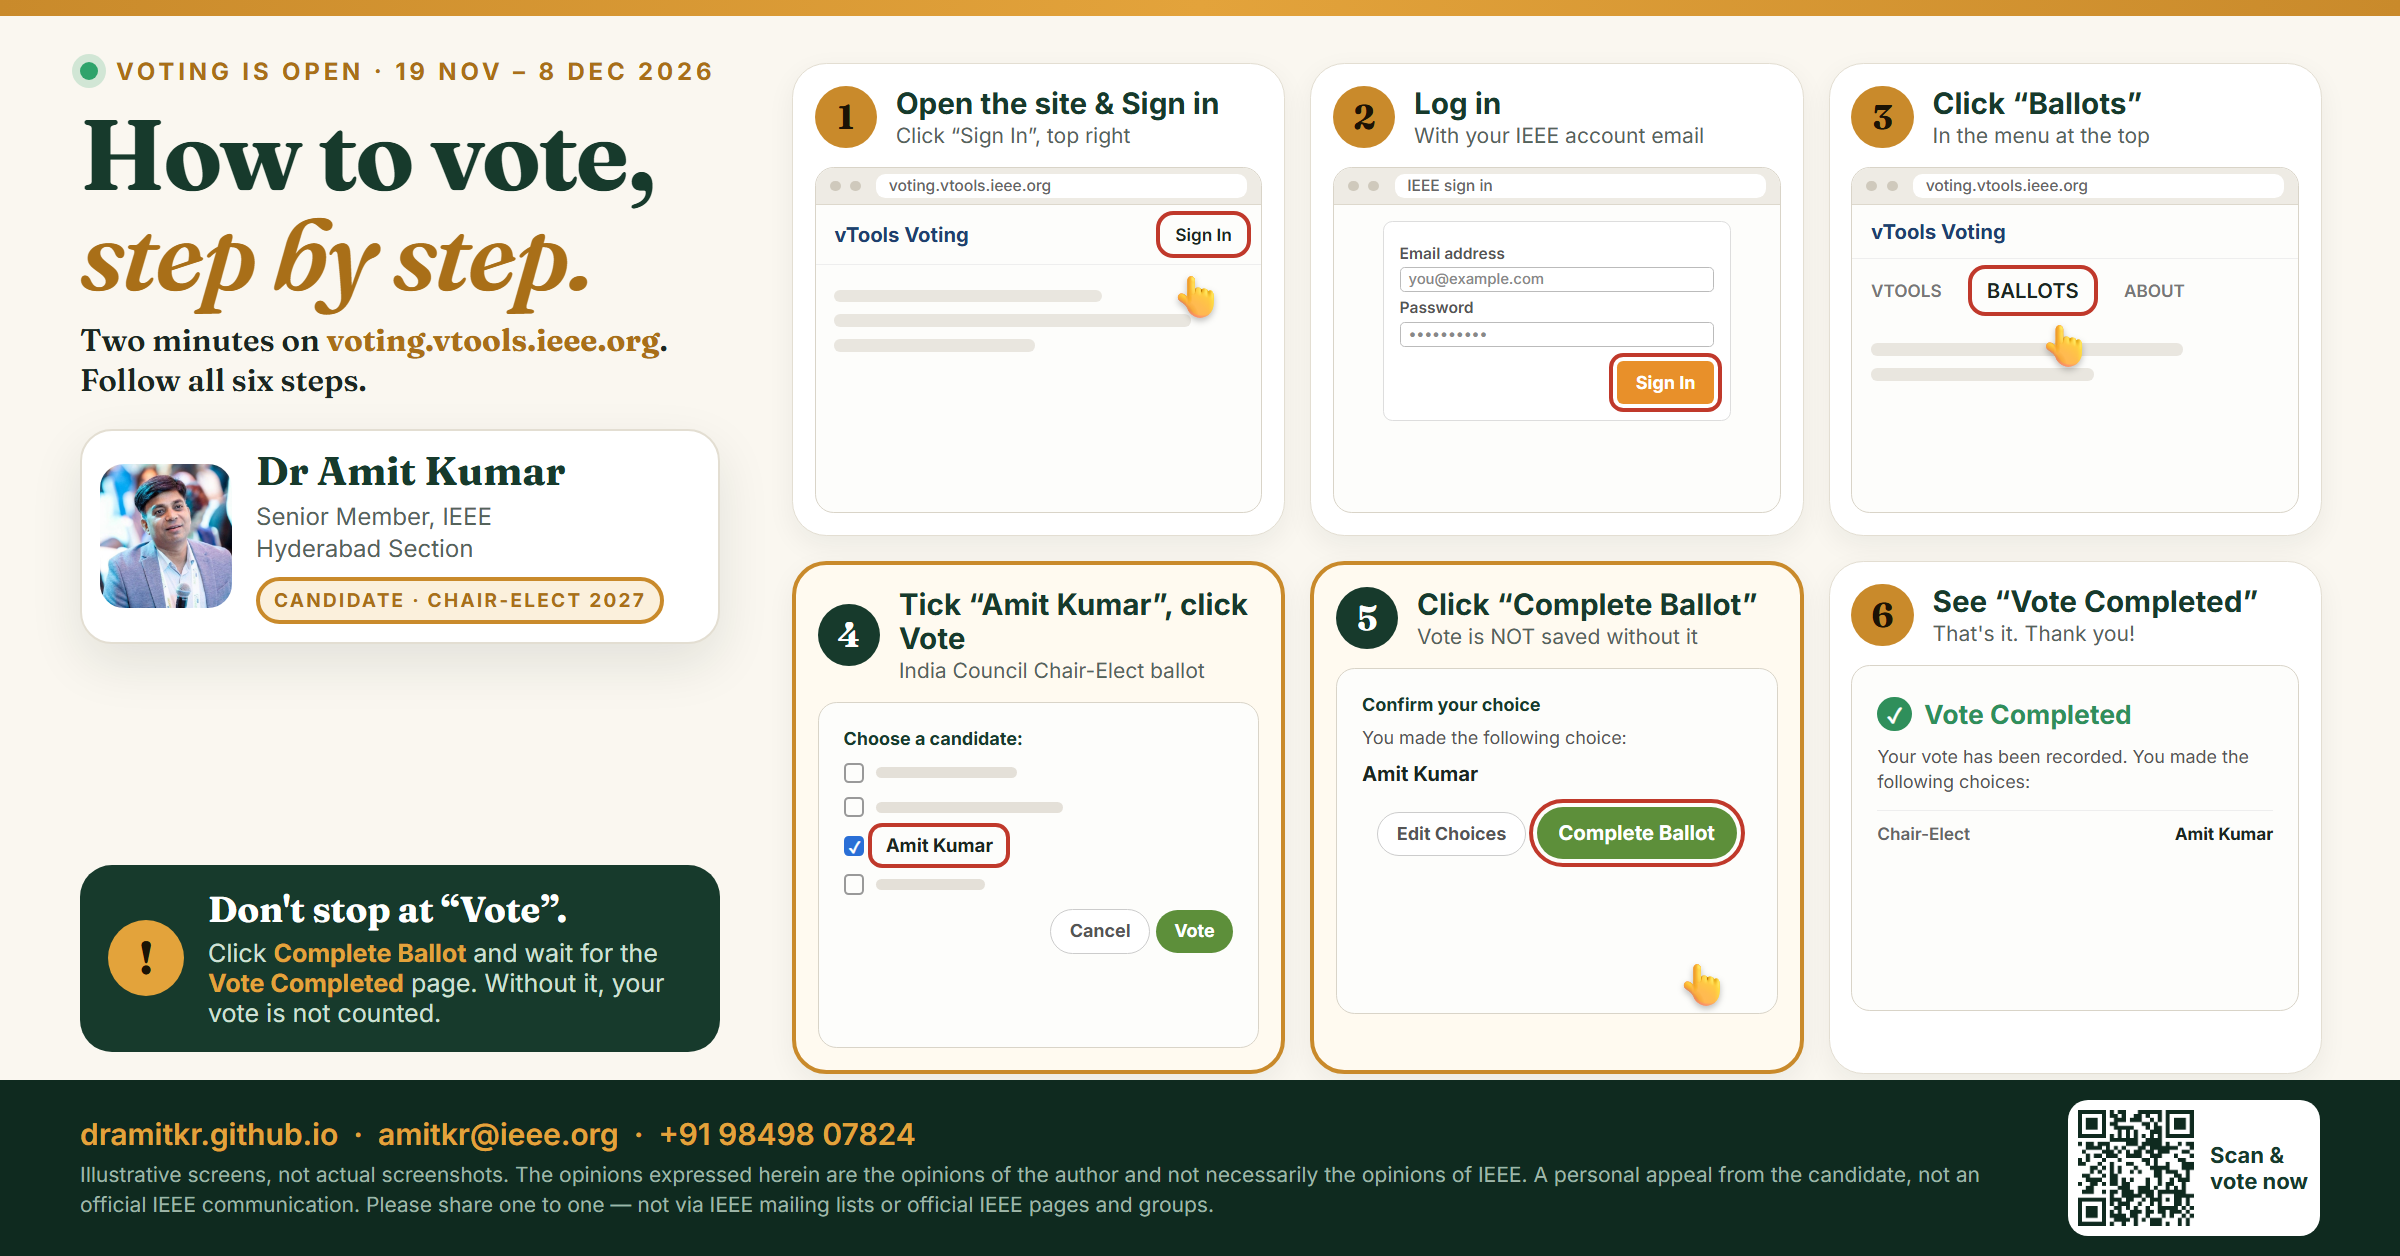 VOTING IS OPEN · 19 NOV – 8 DEC 2026
How to vote,
step by step.
Two minutes on voting.vtools.ieee.org.
Follow all six steps.
Dr Amit Kumar
Senior Member, IEEE
Hyderabad Section
CANDIDATE · CHAIR-ELECT 2027
!
Don't stop at “Vote”.
Click Complete Ballot and wait for the
Vote Completed page. Without it, your
vote is not counted.
1
Open the site & Sign in
Click “Sign In”, top right
voting.vtools.ieee.org
vTools Voting
Sign In
2
Log in
With your IEEE account email
IEEE sign in
Email address
you@example.com
Password
••••••••••
Sign In
3
Click “Ballots”
In the menu at the top
voting.vtools.ieee.org
vTools Voting
VTOOLS BALLOTS ABOUT
4
Tick “Amit Kumar”, click
Vote
India Council Chair-Elect ballot
Choose a candidate:
Amit Kumar
Cancel Vote
5
Click “Complete Ballot”
Vote is NOT saved without it
Confirm your choice
You made the following choice:
Amit Kumar
Edit Choices Complete Ballot
6
See “Vote Completed”
That's it. Thank you!
Vote Completed
Your vote has been recorded. You made the
following choices:
Chair-Elect Amit Kumar
dramitkr.github.io · amitkr@ieee.org · +91 98498 07824
Illustrative screens, not actual screenshots. The opinions expressed herein are the opinions of the author and not necessarily the opinions of IEEE. A personal appeal from the candidate, not an
official IEEE communication. Please share one to one — not via IEEE mailing lists or official IEEE pages and groups.
Scan &
vote now